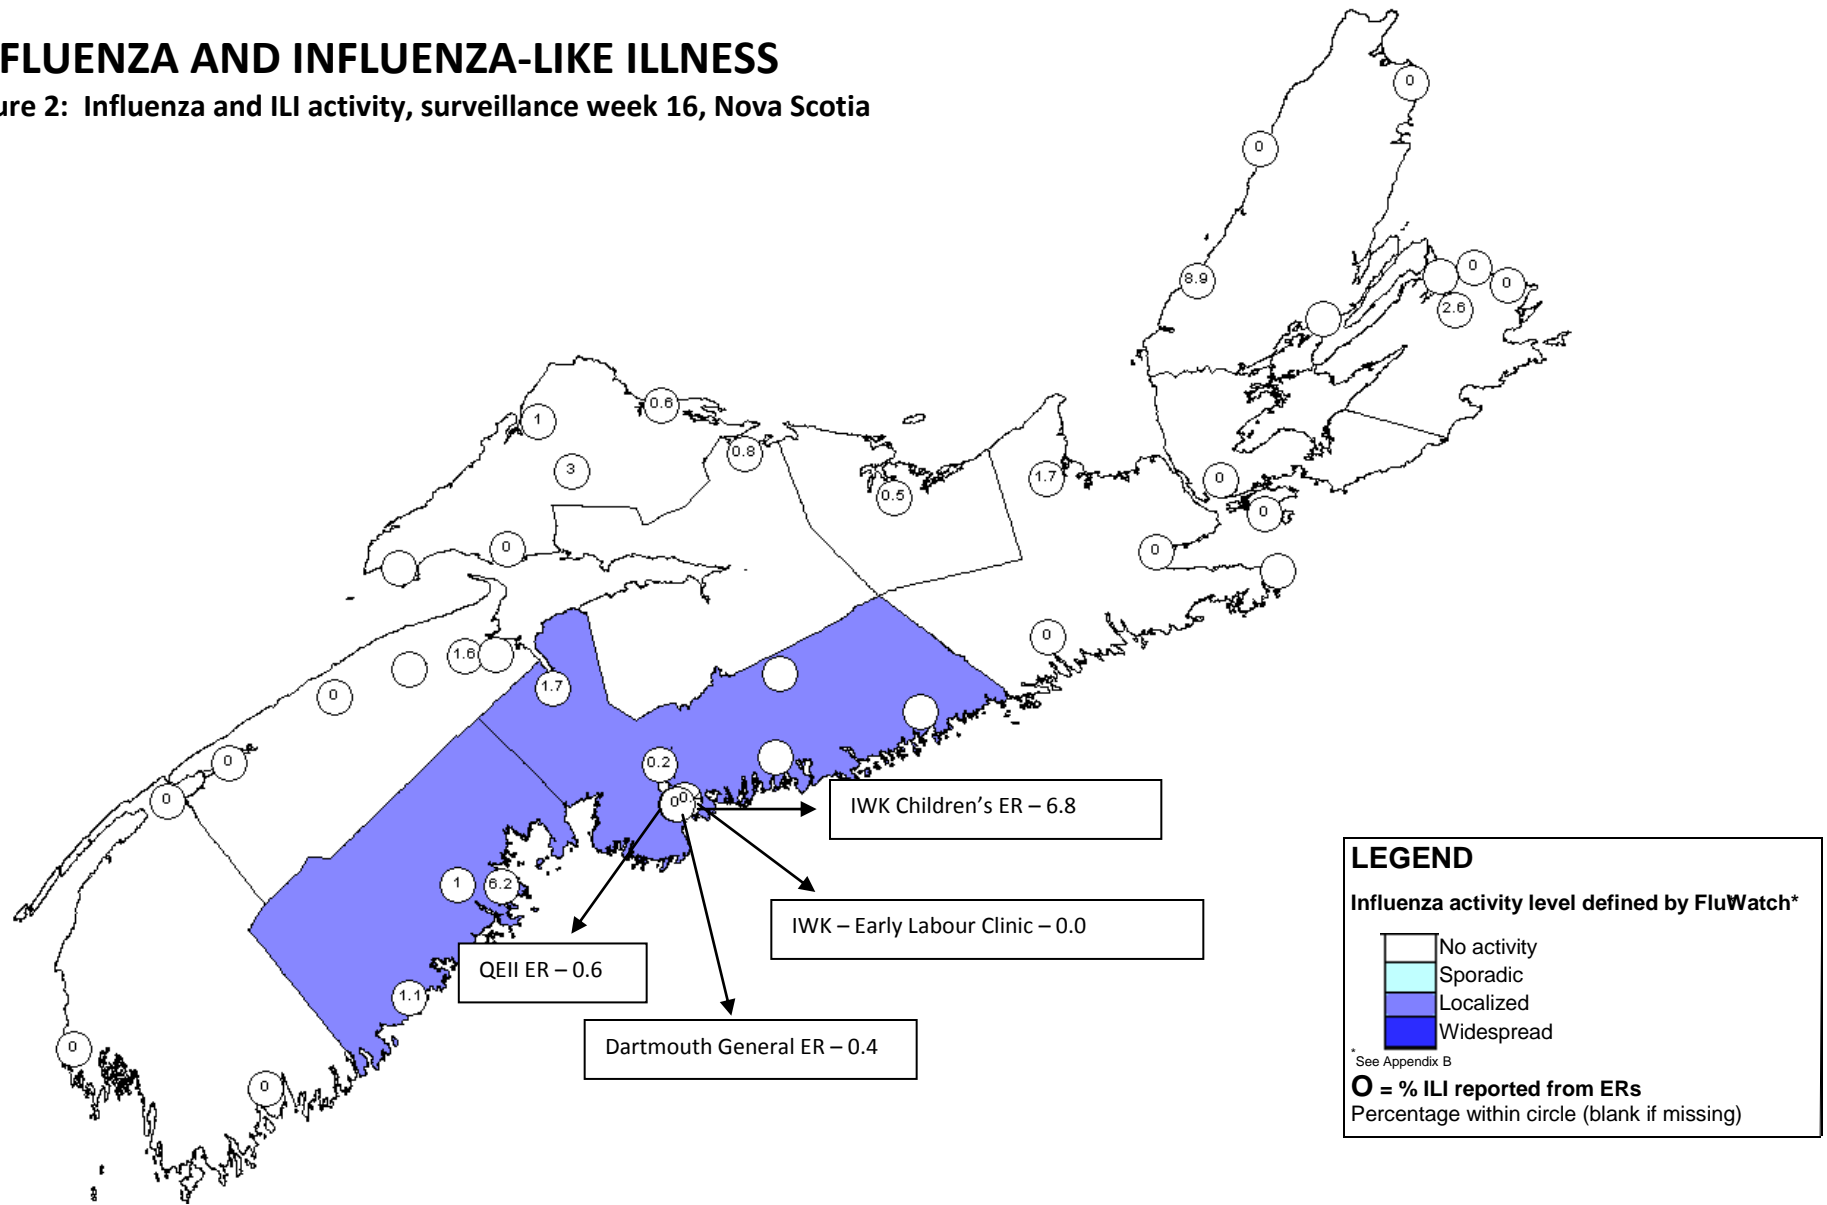 FLUENZA AND INFLUENZA-LIKE ILLNESS
ure 2: Influenza and ILI activity, surveillance week 16, Nova Scotia
0
0
8.9
0
0
2.6
1
0.6
3
0.8
0.5
1.7
0
0
0
0
0
1.6
1.7
0
0
0
0.2
0
1
6.2
1.1
0
0
IWK Children's ER – 6.8
IWK – Early Labour Clinic – 0.0
QEII ER – 0.6
Dartmouth General ER – 0.4
LEGEND
Influenza activity level defined by FluWatch*
No activity
Sporadic
Localized
Widespread
*See Appendix B
O = % ILI reported from ERs
Percentage within circle (blank if missing)